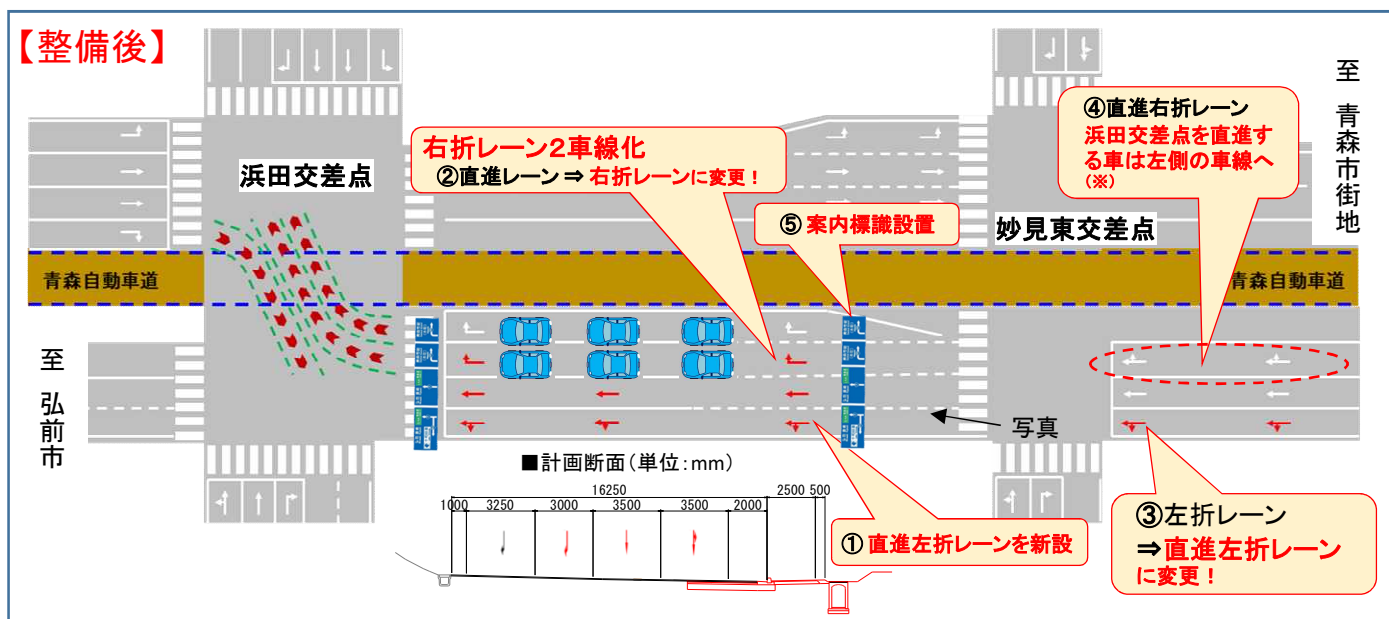 【整備後】
至 青森市街地
④直進右折レーン
浜田交差点を直進す
る車は左側の車線へ
(※)
右折レーン2車線化
②直進レーン⇒右折レーンに変更!
浜田交差点
⑤案内標識設置
妙見東交差点
青森自動車道
青森自動車道
至 弘前市
写真
■計画断面(単位:mm)
16250
2500 500
1000 3250 3000 3500 3500 2000
①直進左折レーンを新設
③左折レーン
⇒直進左折レーン
に変更!